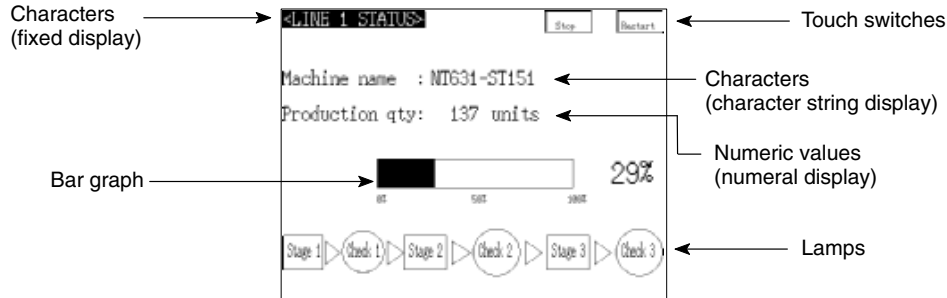 Characters
(fixed display)
<LINE 1 STATUS>
Stop
Restart
Touch switches
Machine name : NT631-ST151
Characters
(character string display)
Production qty: 137 units
Numeric values
(numeral display)
Bar graph
29%
0% 50% 100%
Stage 1 Check 1 Stage 2 Check 2 Stage 3 Check 3
Lamps